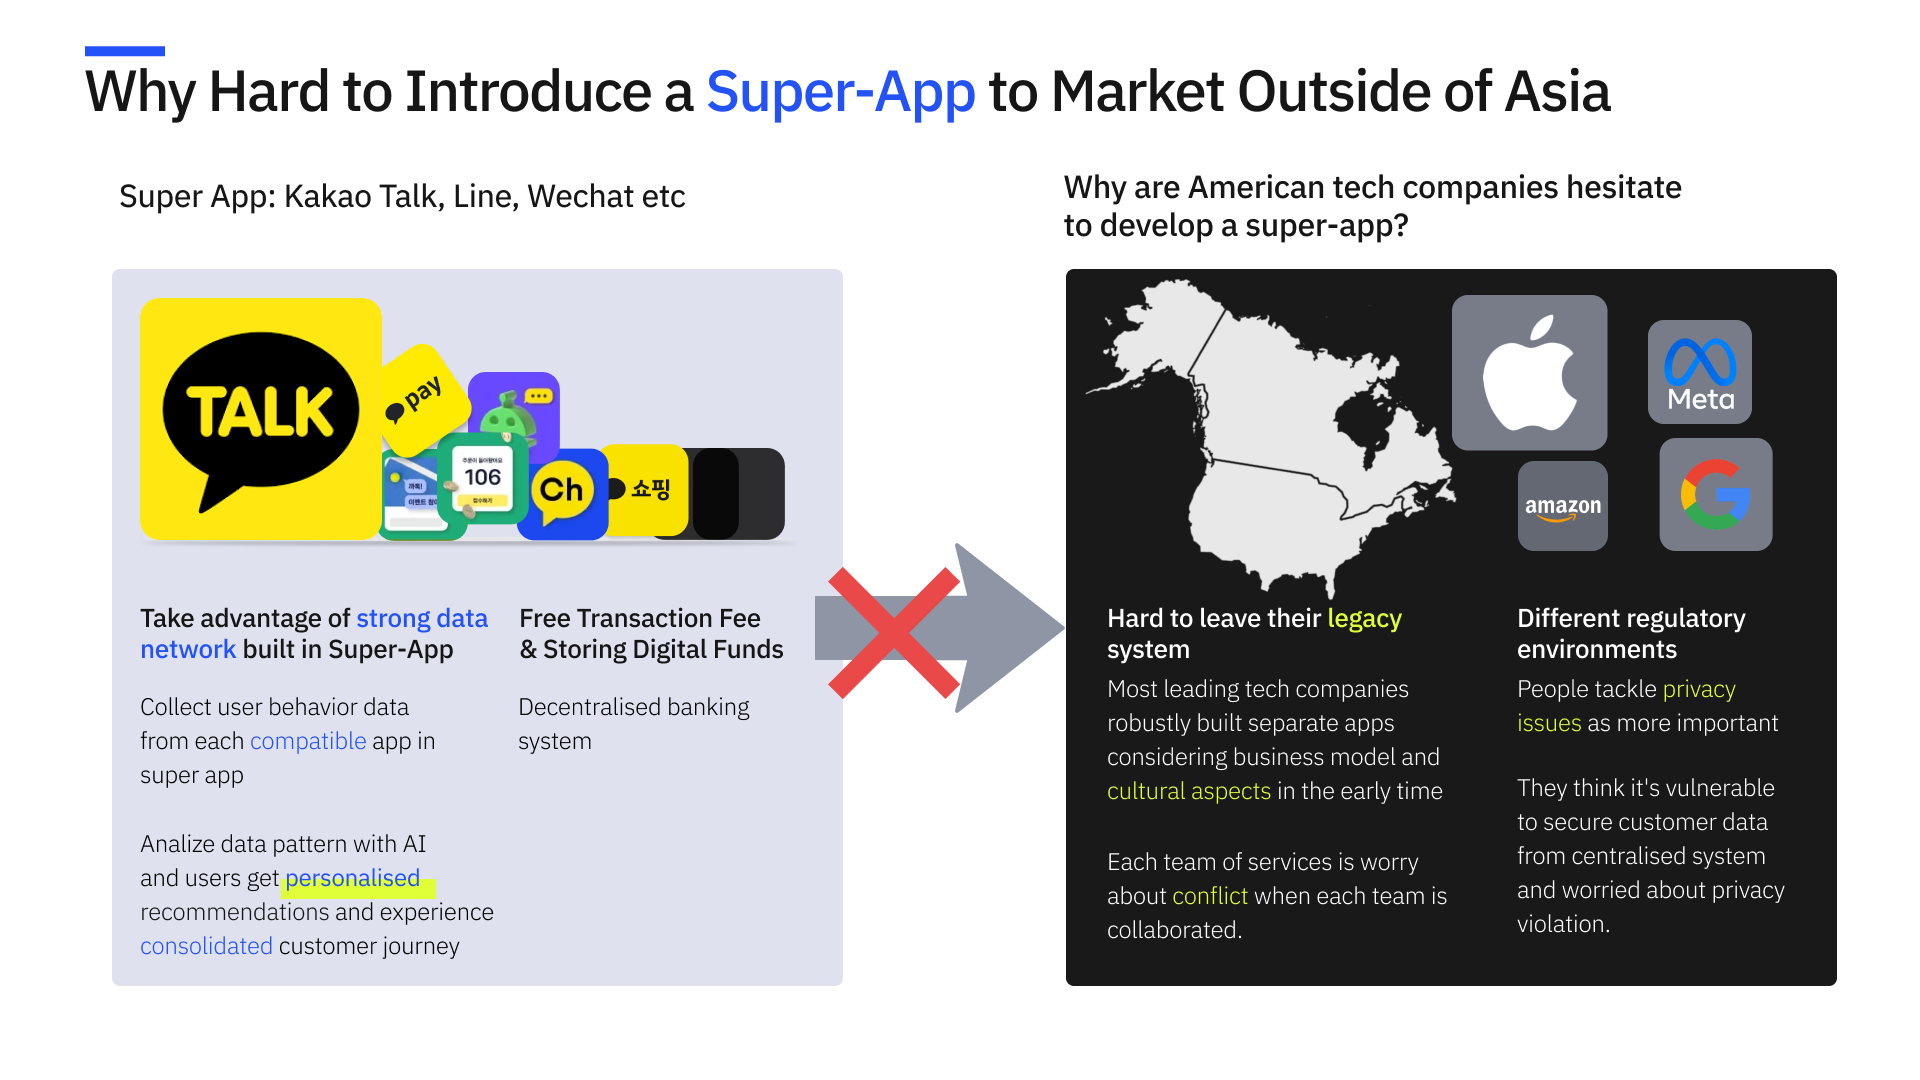 Why Hard to Introduce a Super-App to Market Outside of Asia
Super App: Kakao Talk, Line, Wechat etc
TALK
pay
106
Ch
쇼핑
Take advantage of strong data
network built in Super-App
Collect user behavior data
from each compatible app in
super app
Analize data pattern with AI
and users get personalised
recommendations and experience
consolidated customer journey
Free Transaction Fee
& Storing Digital Funds
Decentralised banking
system
Why are American tech companies hesitate
to develop a super-app?
Meta
amazon
G
Hard to leave their legacy
system
Most leading tech companies
robustly built separate apps
considering business model and
cultural aspects in the early time
Each team of services is worry
about conflict when each team is
collaborated.
Different regulatory
environments
People tackle privacy
issues as more important
They think it's vulnerable
to secure customer data
from centralised system
and worried about privacy
violation.